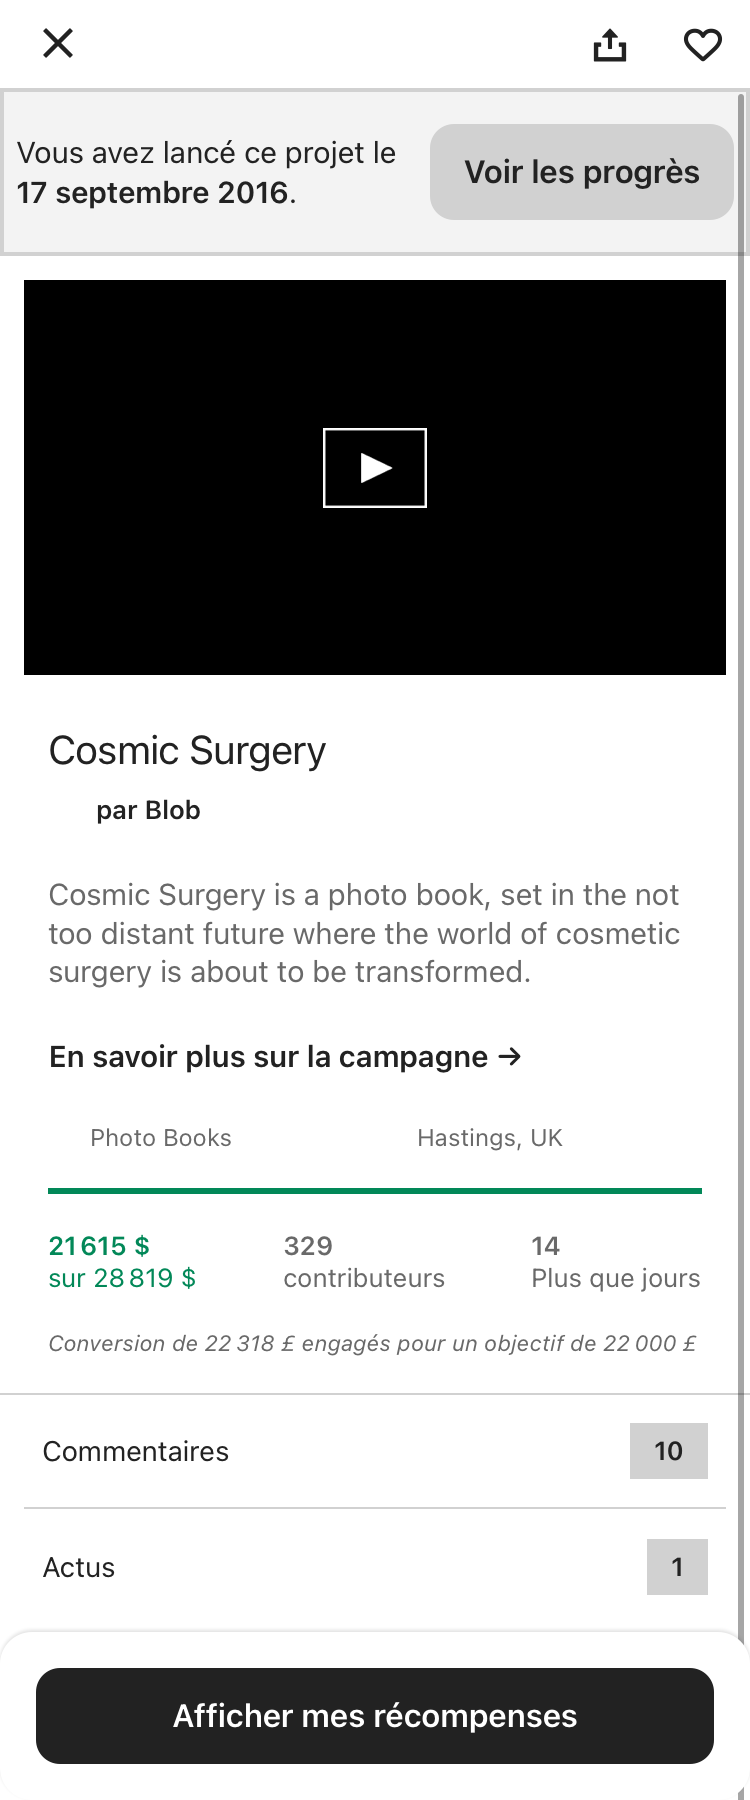 Vous avez lancé ce projet le
17 septembre 2016.
Voir les progrès
Cosmic Surgery
par Blob
Cosmic Surgery is a photo book, set in the not
too distant future where the world of cosmetic
surgery is about to be transformed.
En savoir plus sur la campagne →
Photo Books
Hastings, UK
21 615 $
sur 28 819 $
329
contributeurs
14
Plus que jours
Conversion de 22 318 £ engagés pour un objectif de 22 000 £
Commentaires
10
Actus
1
Afficher mes récompenses